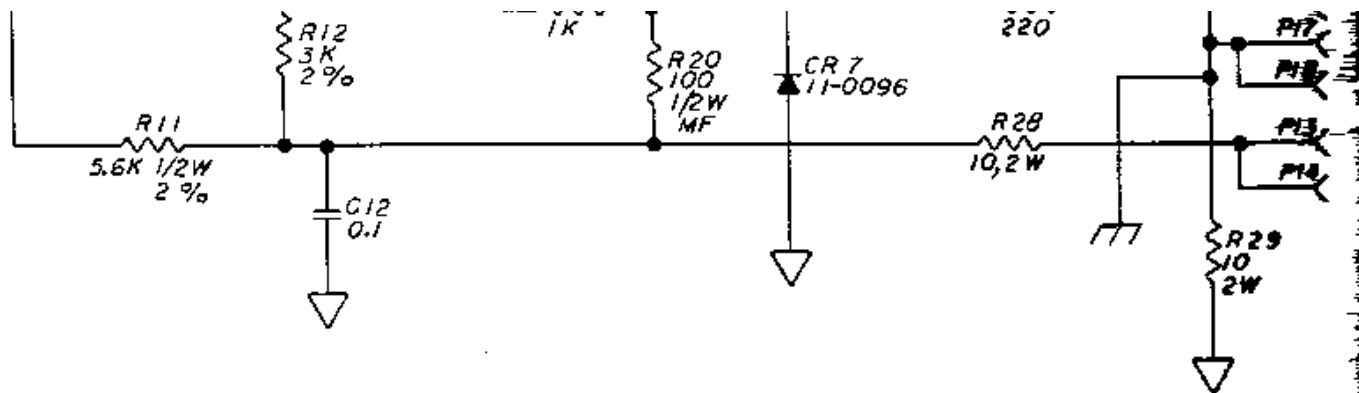 1K
220
R12
3K
2%
R20
100
1/2W
MF
CR7
11-0096
P17
R11
5.6K 1/2W
2%
R28
10,2W
P13
P14
C12
0.1
R29
10
2W